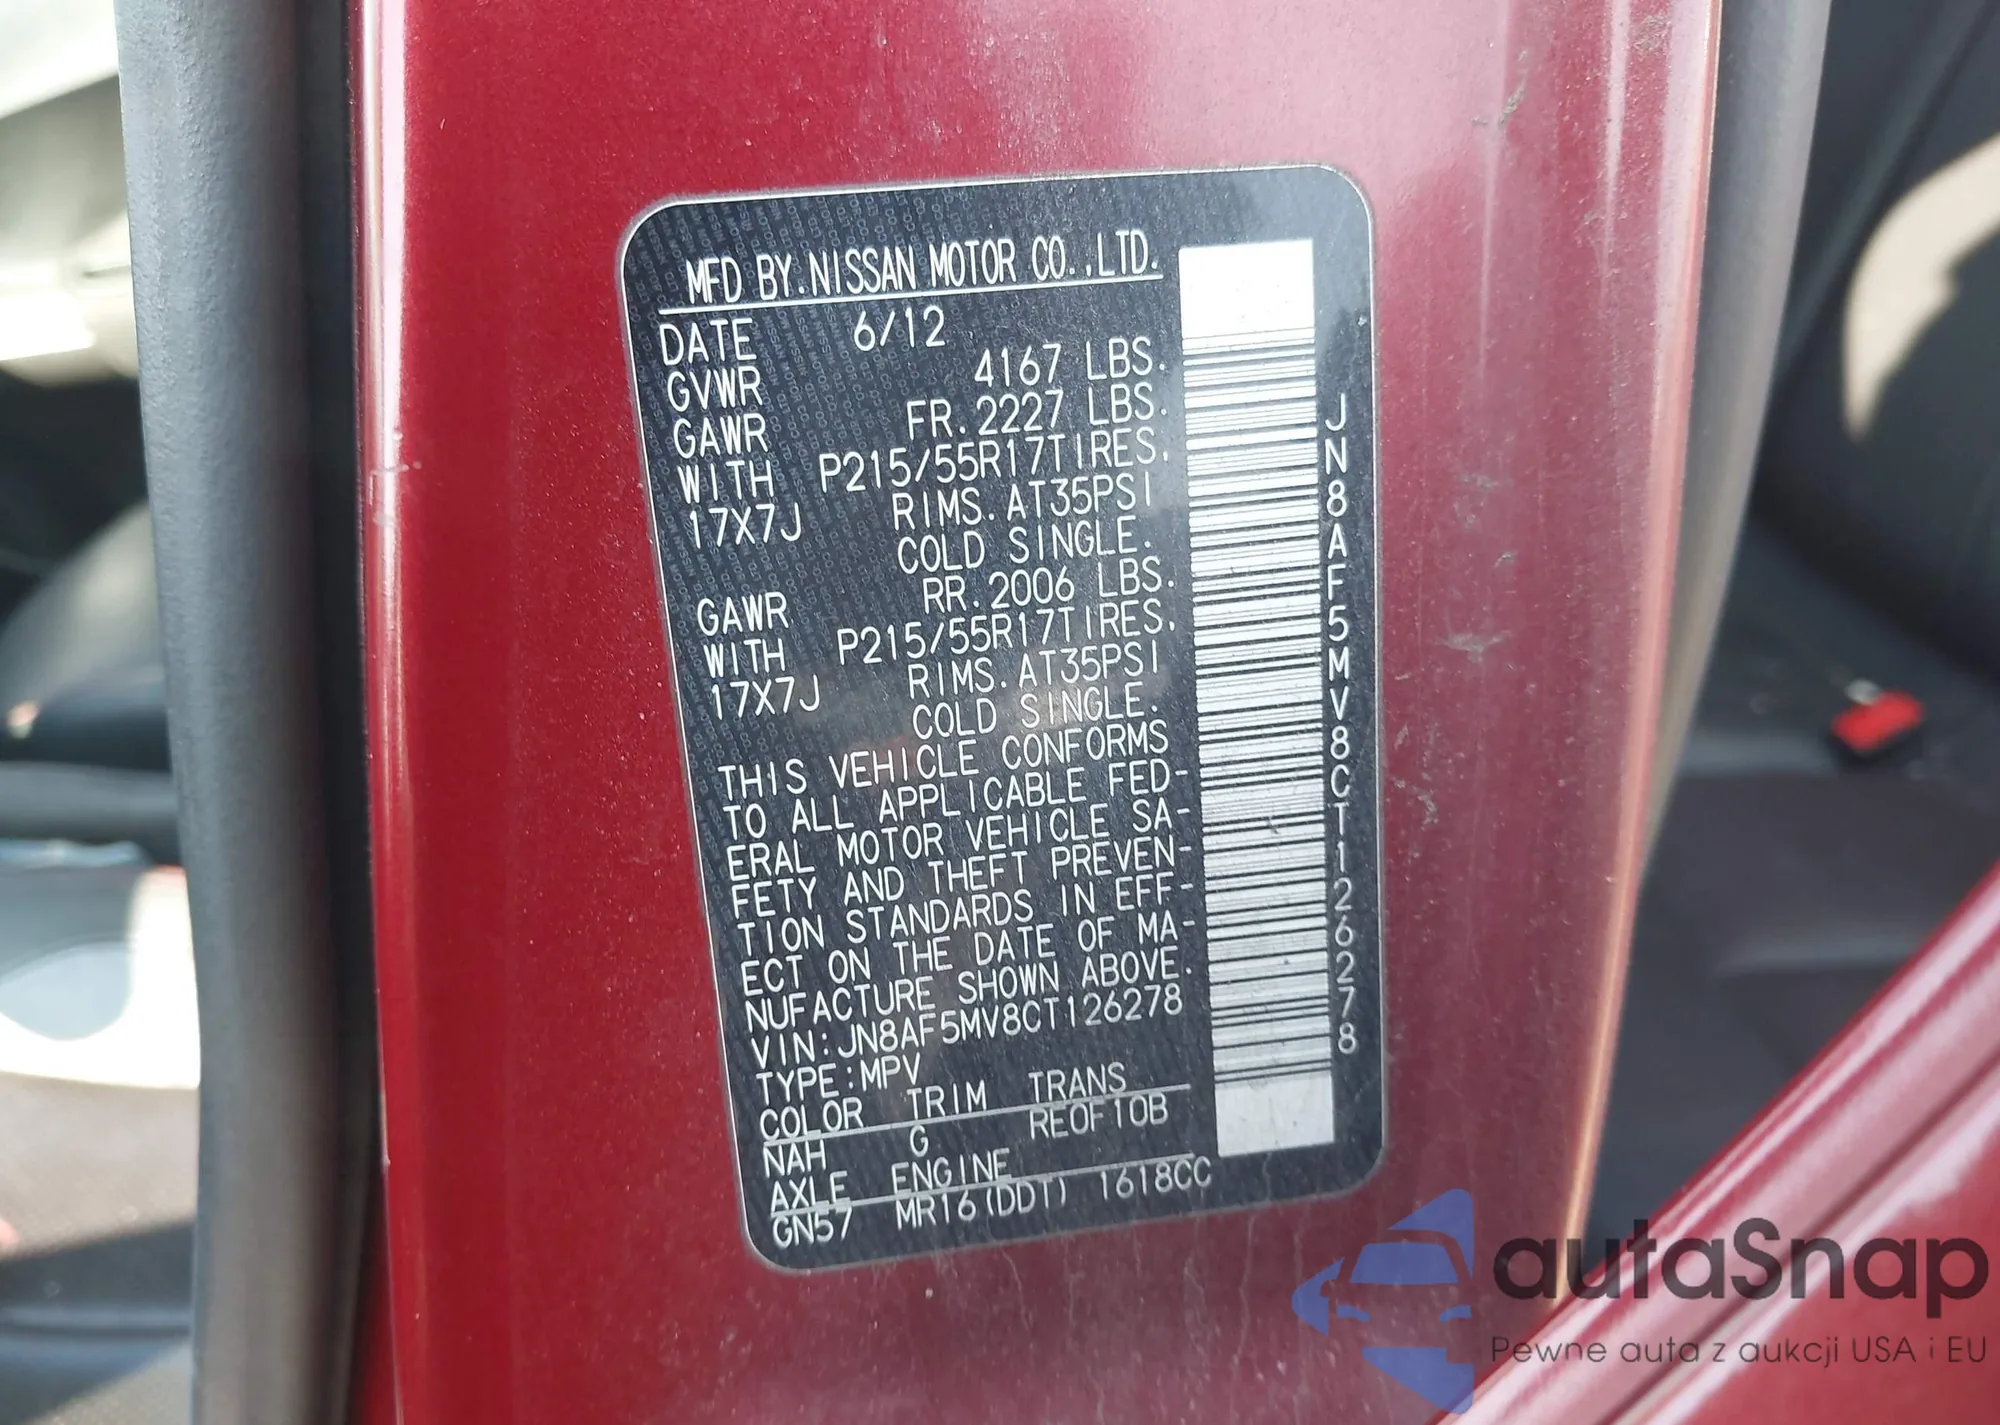 MFD BY.NISSAN MOTOR CO.,LTD.
DATE 6/12
GVWR 4167 LBS.
GAWR FR.2227 LBS.
WITH P215/55R17TIRES.
17X7J RIMS.AT35PSI
COLD SINGLE.
GAWR RR.2006 LBS.
WITH P215/55R17TIRES.
17X7J RIMS.AT35PSI
COLD SINGLE.
THIS VEHICLE CONFORMS
TO ALL APPLICABLE FED-
ERAL MOTOR VEHICLE SA-
FETY AND THEFT PREVEN-
TION STANDARDS IN EFF-
ECT ON THE DATE OF MA-
NUFACTURE SHOWN ABOVE.
VIN:JN8AF5MV8CT126278
TYPE:MPV
COLOR TRIM TRANS
NAH G RE0F10B
AXLE ENGINE
GN57 MR16(DDT) 1618CC
JN8AF5MV8CT126278
autaSnap
Pewne auta z aukcji USA i EU